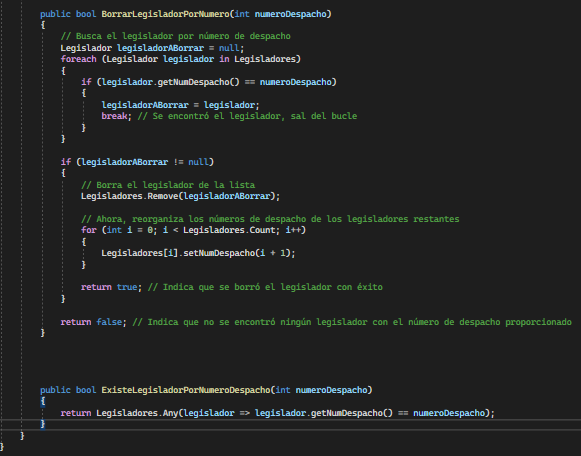 public bool BorrarLegisladorPorNumero(int numeroDespacho)
{
// Busca el legislador por número de despacho
Legislador legisladorABorrar = null;
foreach (Legislador legislador in Legisladores)
{
if (legislador.getNumDespacho() == numeroDespacho)
{
legisladorABorrar = legislador;
break; // Se encontró el legislador, sal del bucle
}
}
if (legisladorABorrar != null)
{
// Borra el legislador de la lista
Legisladores.Remove(legisladorABorrar);
// Ahora, reorganiza los números de despacho de los legisladores restantes
for (int i = 0; i < Legisladores.Count; i++)
{
Legisladores[i].setNumDespacho(i + 1);
}
return true; // Indica que se borró el legislador con éxito
}
return false; // Indica que no se encontró ningún legislador con el número de despacho proporcionado
}
public bool ExisteLegisladorPorNumeroDespacho(int numeroDespacho)
{
return Legisladores.Any(legislador => legislador.getNumDespacho() == numeroDespacho);
}
}
}